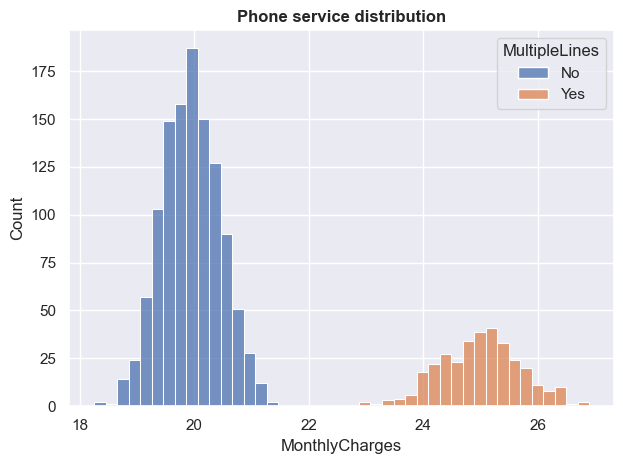 Phone service distribution
MultipleLines
No
Yes
175
150
125
100
75
50
25
0
Count
18
20
22
24
26
MonthlyCharges